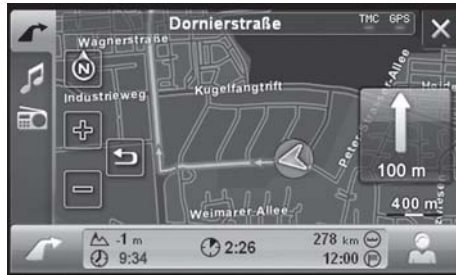 Dornierstraße
TMC GPS
Wagnerstraße
N
Industrieweg
Kugelfangtrift
100 m
400 m
Weimarer-Allee
-1 m
2:26
278 km
9:34
12:00